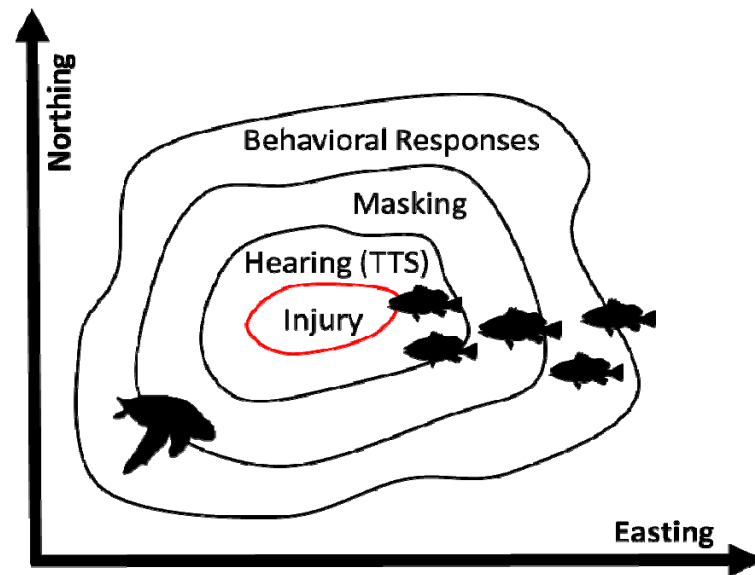 Northing
Behavioral Responses
Masking
Hearing (TTS)
Injury
Easting